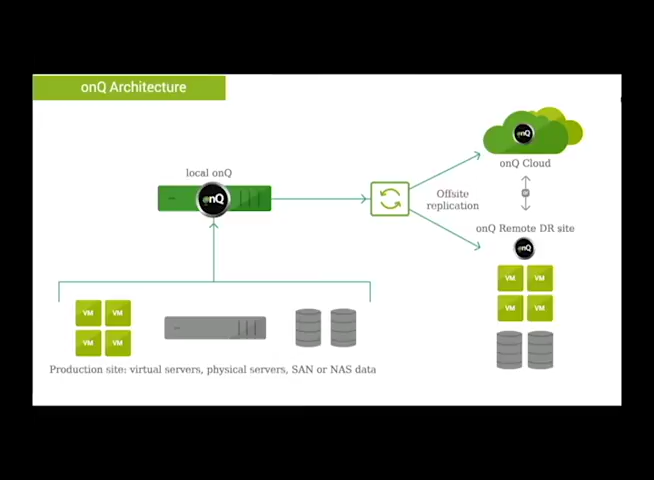 onQ Architecture
onQ
onQ Cloud
local onQ
onQ
Offsite
replication
or
onQ Remote DR site
onQ
VM VM
VM VM
VM VM
VM VM
Production site: virtual servers, physical servers, SAN or NAS data